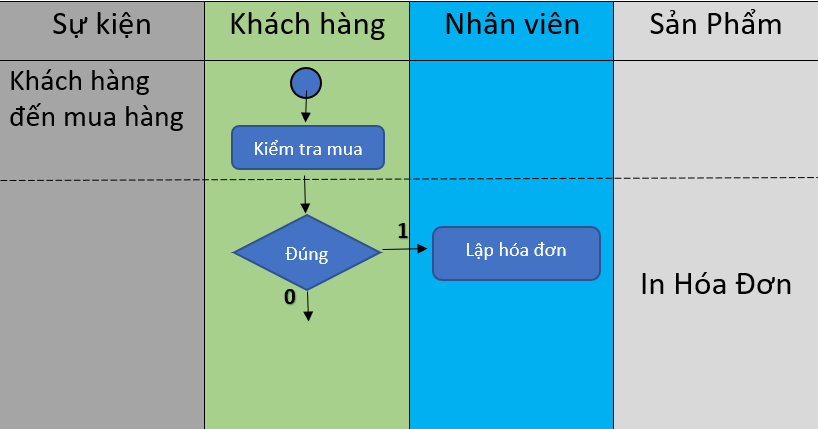 Sự kiện
Khách hàng
Nhân viên
Sản Phẩm
Khách hàng
đến mua hàng
Kiểm tra mua
Đúng
1
Lập hóa đơn
0
In Hóa Đơn